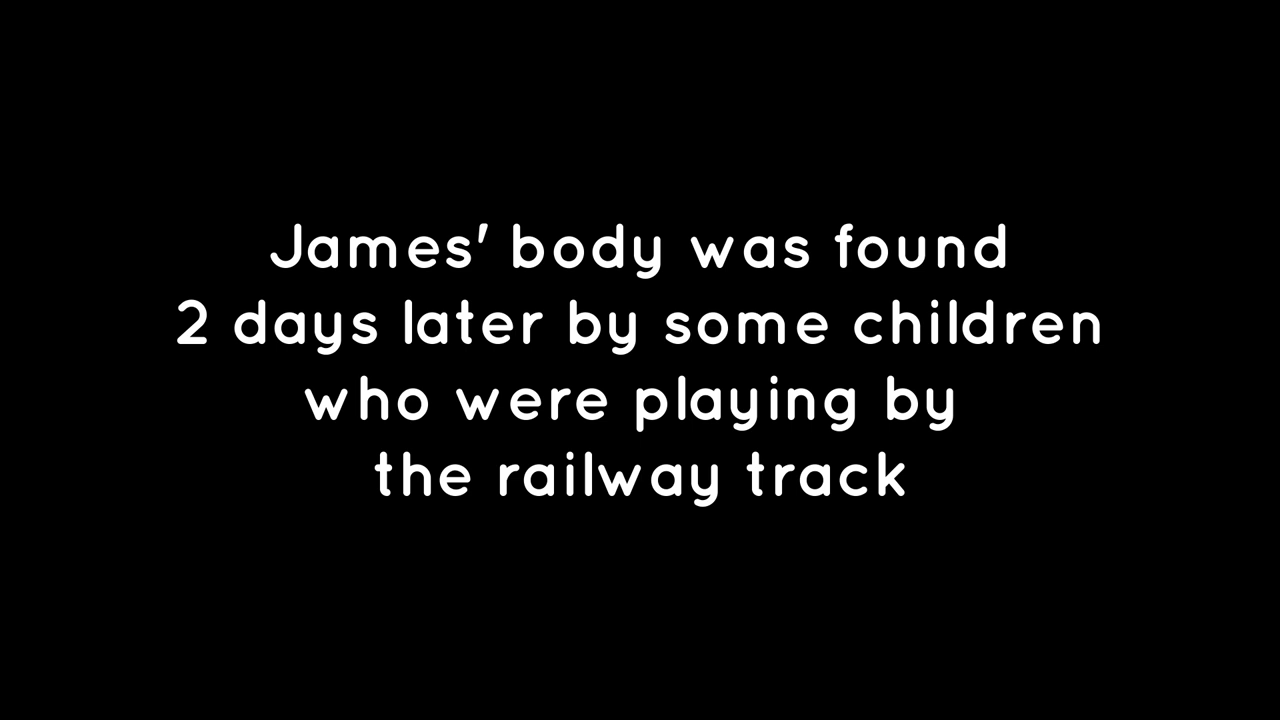 James' body was found
2 days later by some children
who were playing by
the railway track